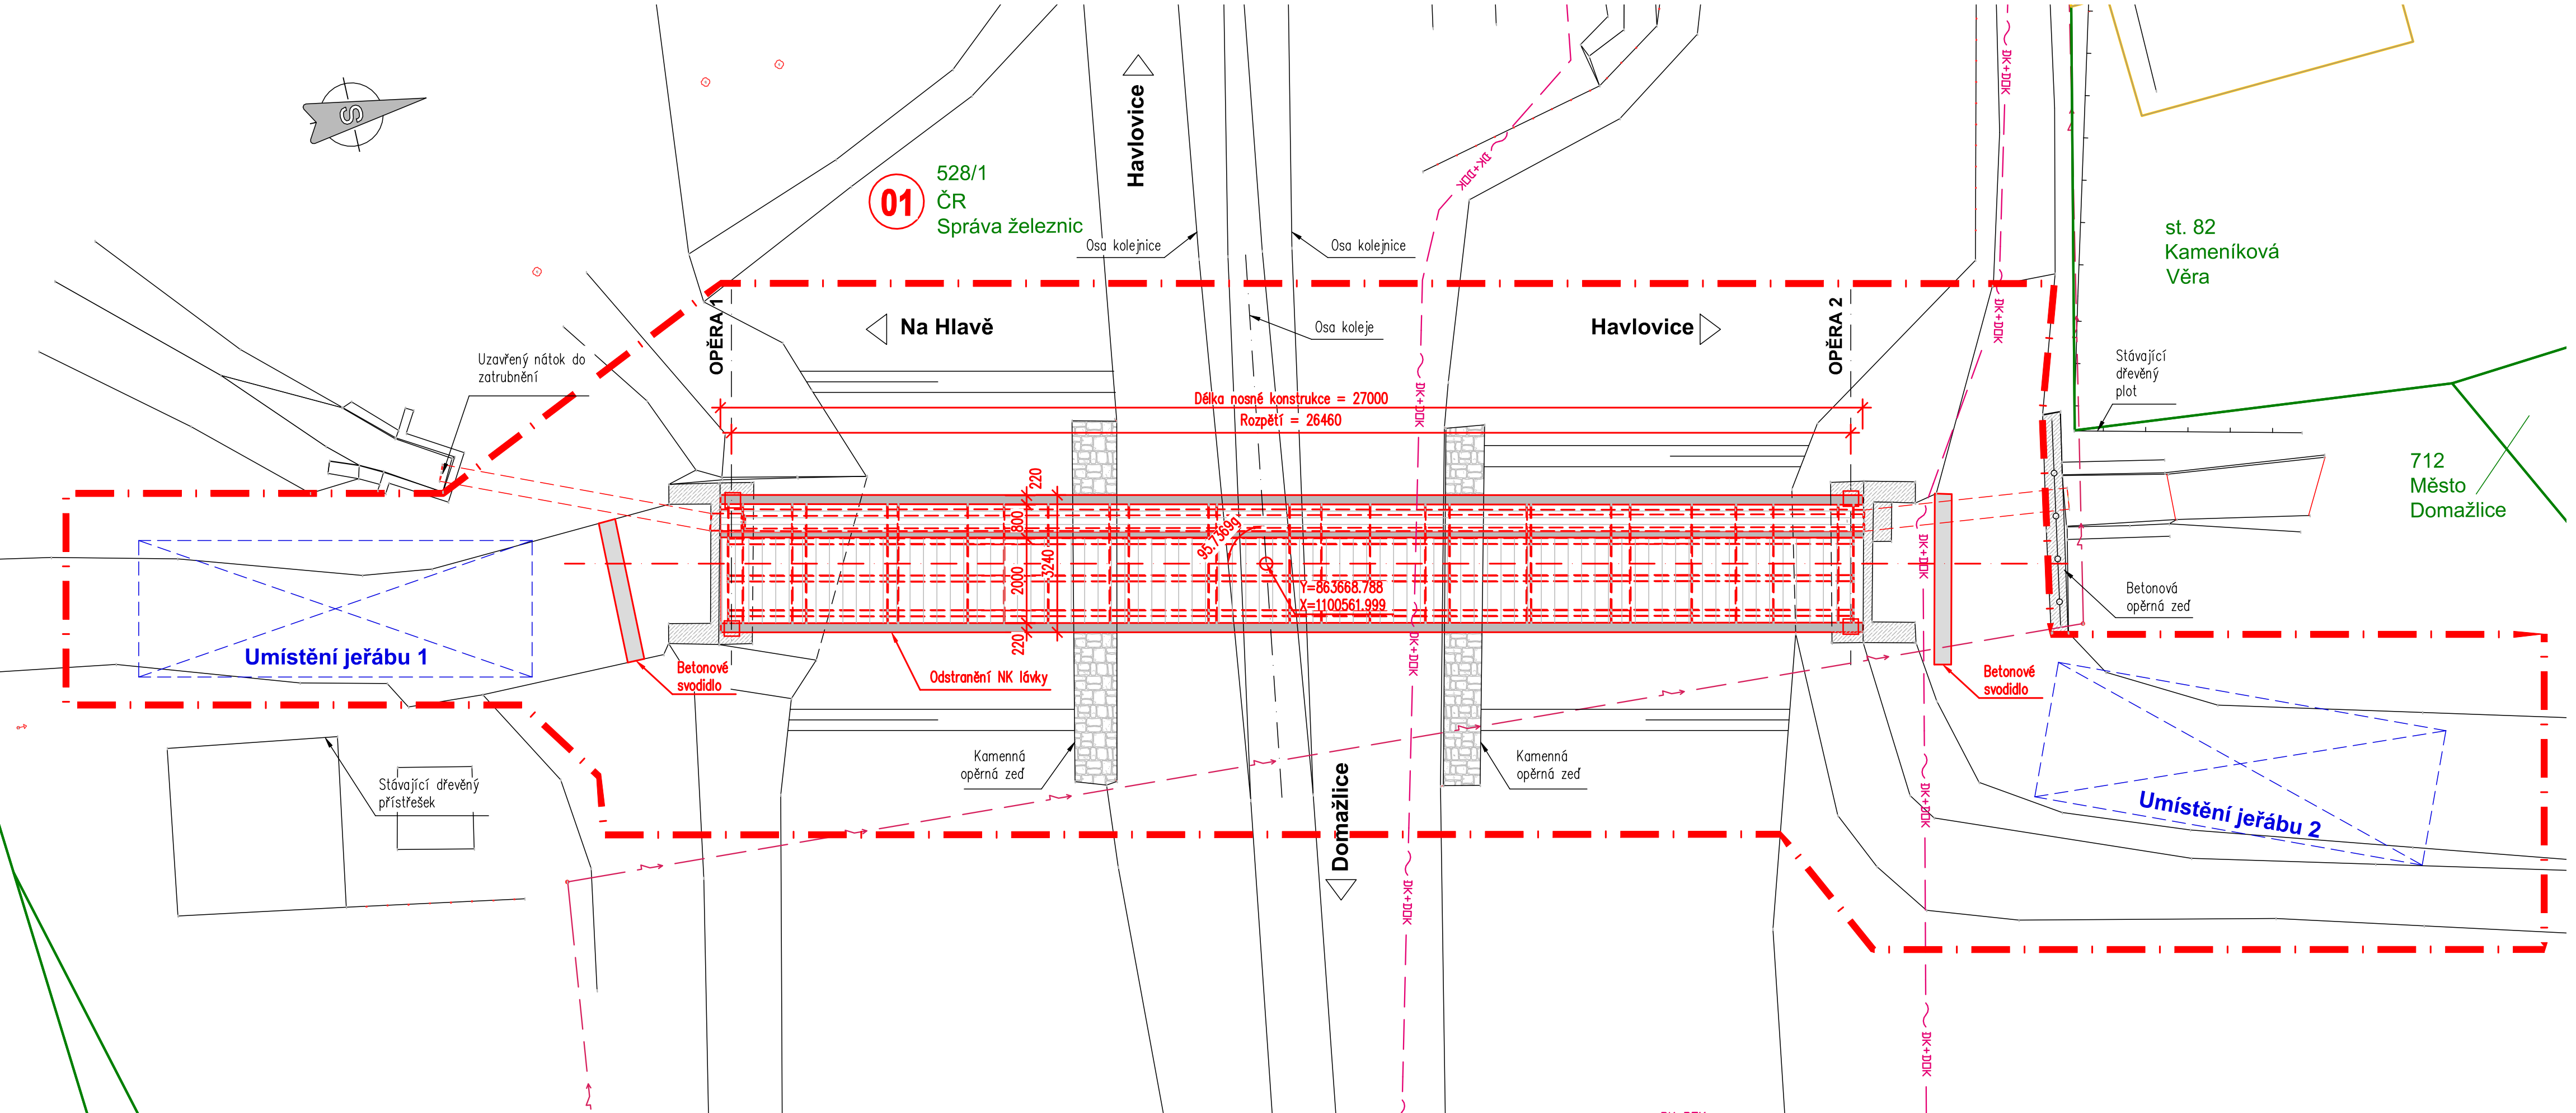 S
Havlovice
01
528/1
ČR
Správa železnic
Osa kolejnice
Osa kolejnice
DK+DOK
DK+DOK
st. 82
Kameníková
Věra
OPĚRA 1
Na Hlavě
Osa koleje
Havlovice
OPĚRA 2
DK+DOK
Uzavřený nátok do
zatrubnění
Stávající
dřevěný
plot
Délka nosné konstrukce = 27000
Rozpětí = 26460
DK+DOK
712
Město
Domažlice
220
800
3240
2000
220
95.7369g
Y=863668.788
X=1100561.999
DK+DOK
DK+DOK
Betonová
opěrná zeď
Umístění jeřábu 1
Betonové
svodidlo
Odstranění NK lávky
Betonové
svodidlo
Kamenná
opěrná zeď
Kamenná
opěrná zeď
Stávající dřevěný
přístřešek
Domažlice
Umístění jeřábu 2
DK+DOK
DK+DOK
DK+DOK